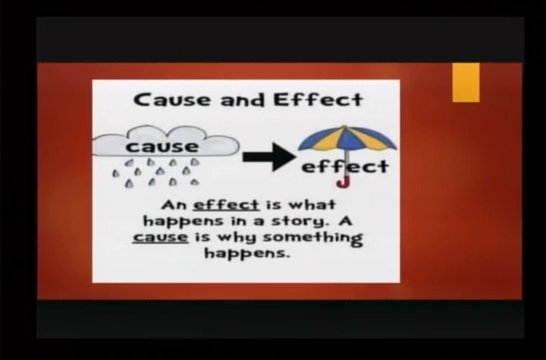 Cause and Effect
cause
effect
An effect is what
happens in a story. A
cause is why something
happens.